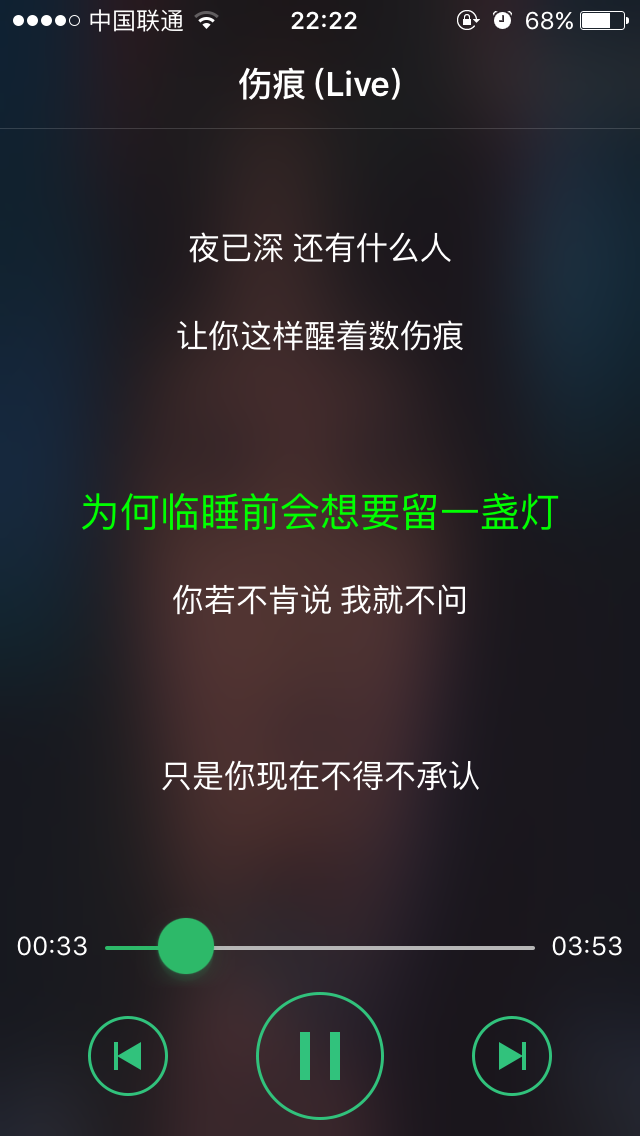 中国联通 22:22 68%
伤痕 (Live)
夜已深 还有什么人
让你这样醒着数伤痕
为何临睡前会想要留一盏灯
你若不肯说 我就不问
只是你现在不得不承认
00:33 03:53